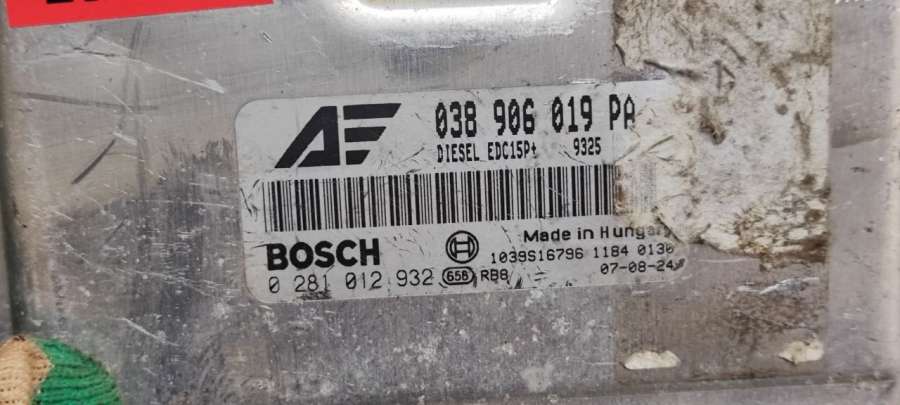 AE 038 906 019 PA
DIESEL EDC15P+ 9325
Made in Hungary
BOSCH
1039S16796 1184 0130
0 281 012 932 656 RB8
07-08-24